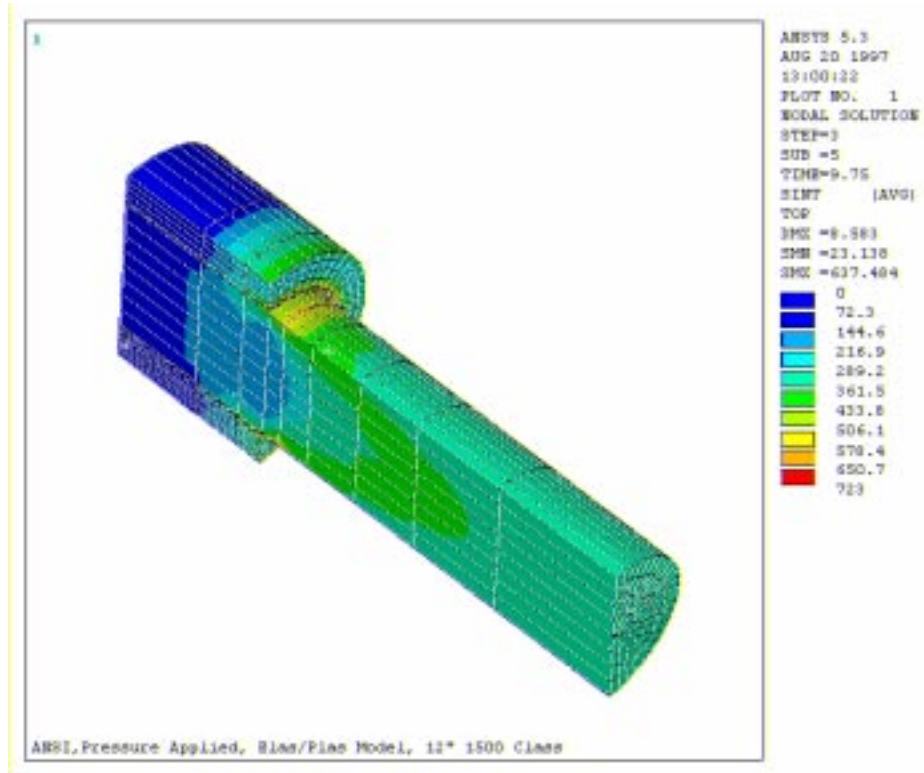 1
ANSYS 5.3
AUG 20 1997
13:00:22
PLOT NO. 1
NODAL SOLUTION
STEP=3
SUB =5
TIME=9.75
SINT (AVG)
TOP
DMX =8.583
SMN =23.138
SMX =637.484
0
72.3
144.6
216.9
289.2
361.5
433.8
506.1
578.4
650.7
723
ANSI,Pressure Applied, Elas/Plas Model, 12" 1500 Class